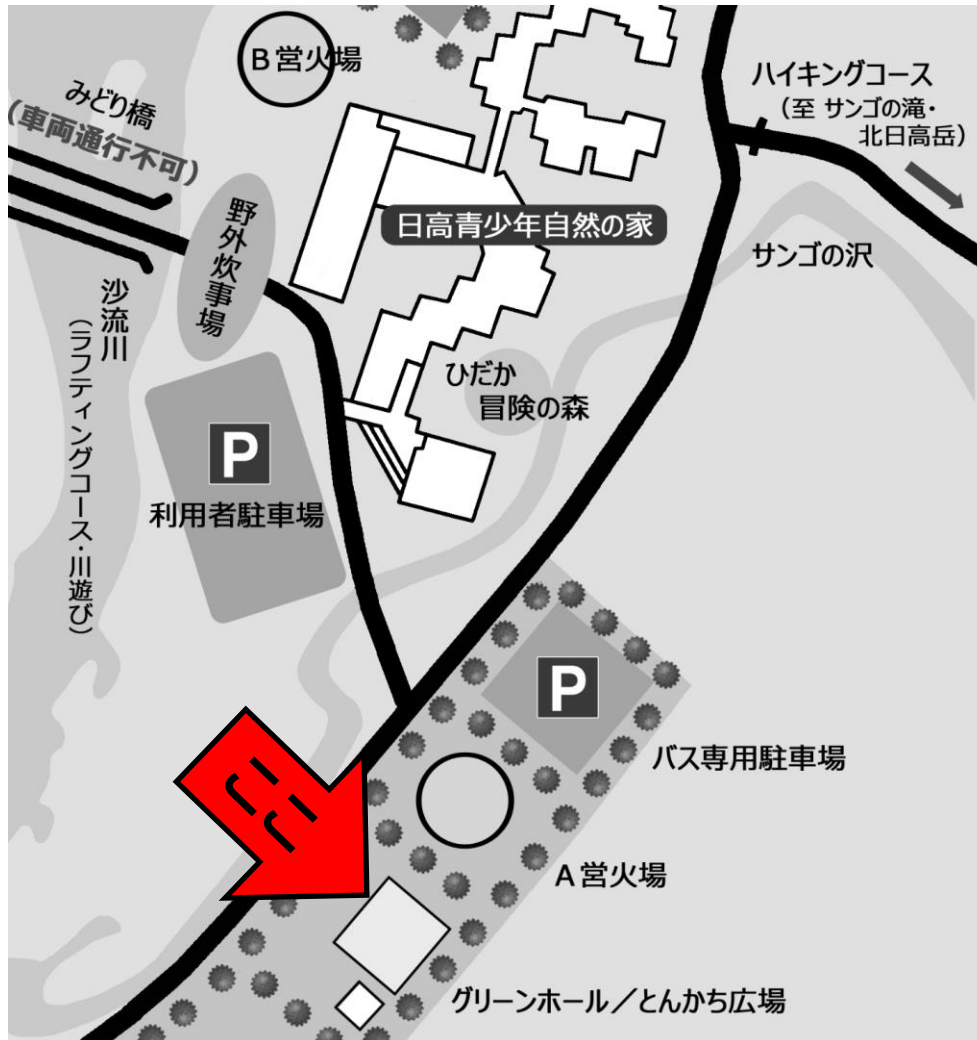 B営火場
みどり橋
(車両通行不可)
ハイキングコース
(至 サンゴの滝・
北日高岳)
野外炊事場
日高青少年自然の家
サンゴの沢
沙流川
(ラフティングコース・川遊び)
ひだか
冒険の森
P
利用者駐車場
P
バス専用駐車場
ここ
A営火場
グリーンホール/とんかち広場